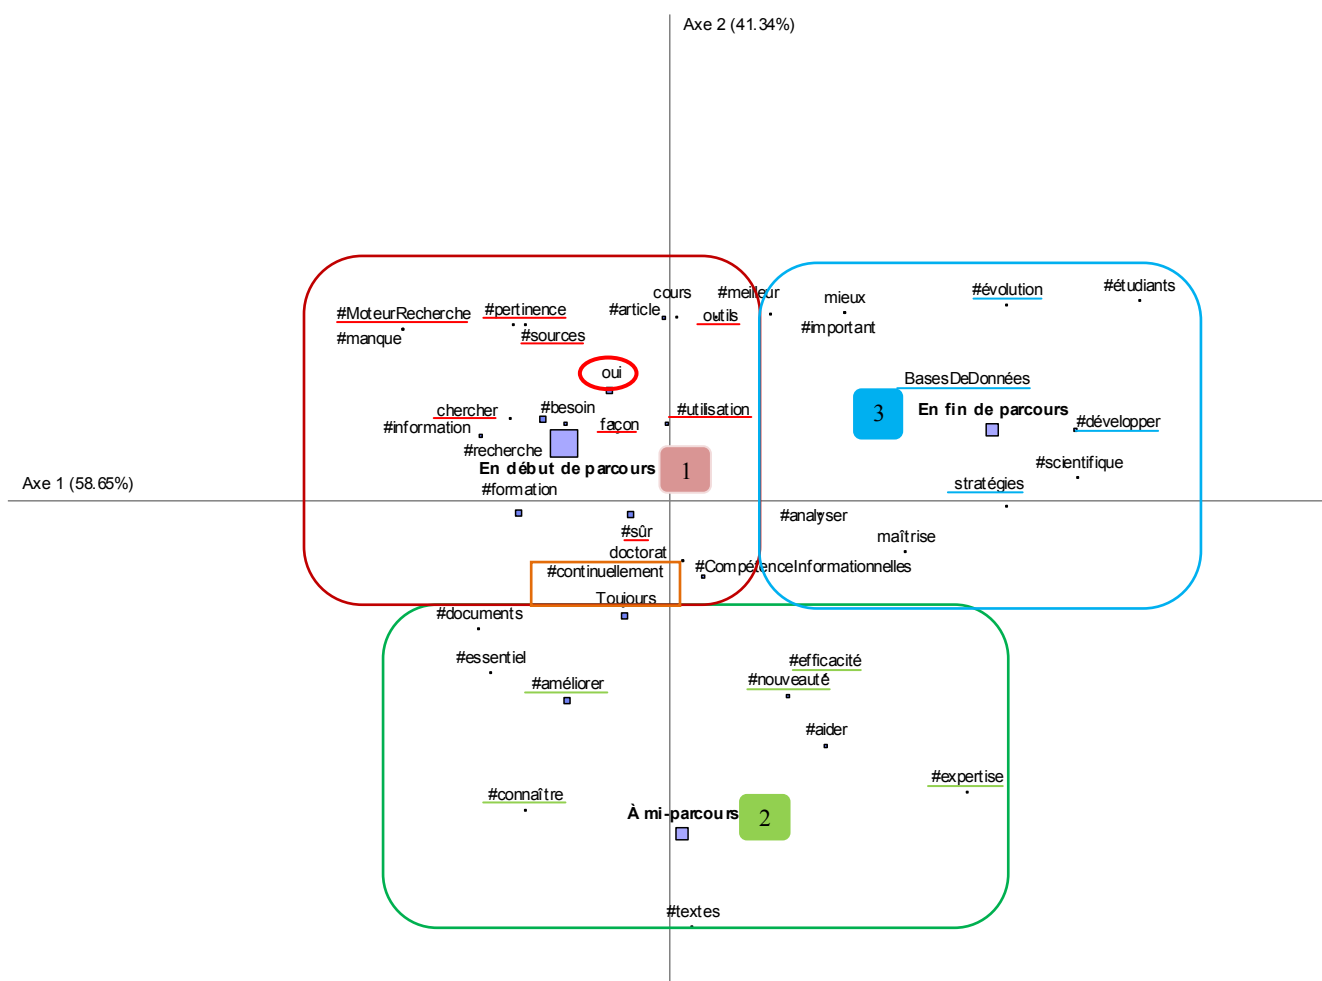 Axe 2 (41.34%)
#étudiants
#évolution
cours
#meilleur
mieux
#MoteurRecherche
#pertinence
#article
outils
#important
#manque
#sources
oui
BasesDeDonnées
chercher
#besoin
#utilisation
3
En fin de parcours
#information
façon
#développer
#recherche
En début de parcours
1
#scientifique
Axe 1 (58.65%)
#formation
stratégies
#analyser
#sûr
maîtrise
doctorat
#continuellement
#CompétenceInformationnelles
Toujours
#documents
#essentiel
#efficacité
#améliorer
#nouveauté
#aider
#expertise
#connaître
À mi-parcours
2
#textes